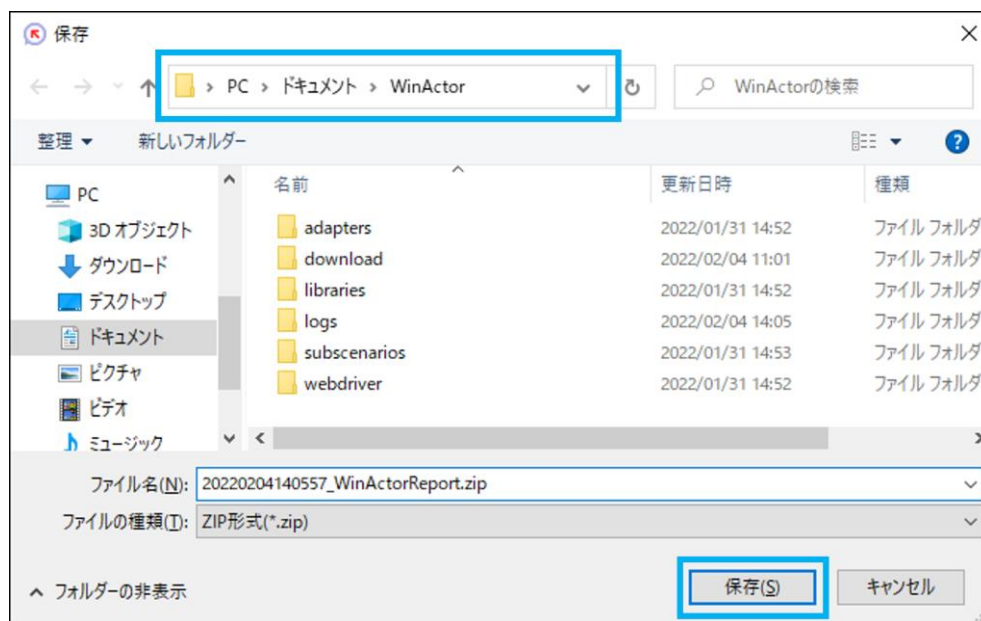 保存
PC > ドキュメント > WinActor
WinActorの検索
整理
新しいフォルダー
名前
更新日時
種類
PC
3D オブジェクト
ダウンロード
デスクトップ
ドキュメント
ピクチャ
ビデオ
ミュージック
adapters 2022/01/31 14:52 ファイル フォルダ
download 2022/02/04 11:01 ファイル フォルダ
libraries 2022/01/31 14:52 ファイル フォルダ
logs 2022/02/04 14:05 ファイル フォルダ
subscenarios 2022/01/31 14:53 ファイル フォルダ
webdriver 2022/01/31 14:52 ファイル フォルダ
ファイル名(N): 20220204140557_WinActorReport.zip
ファイルの種類(T): ZIP形式(*.zip)
フォルダーの非表示
保存(S)
キャンセル